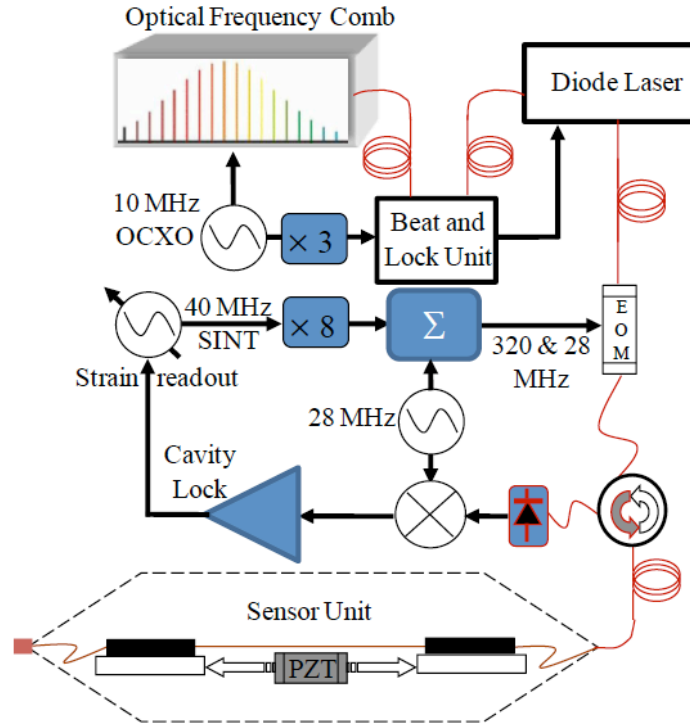 Optical Frequency Comb
Diode Laser
10 MHz
OCXO
× 3
Beat and
Lock Unit
40 MHz
SINT
× 8
Σ
320 & 28
MHz
E
O
M
Strain readout
28 MHz
Cavity
Lock
Sensor Unit
PZT